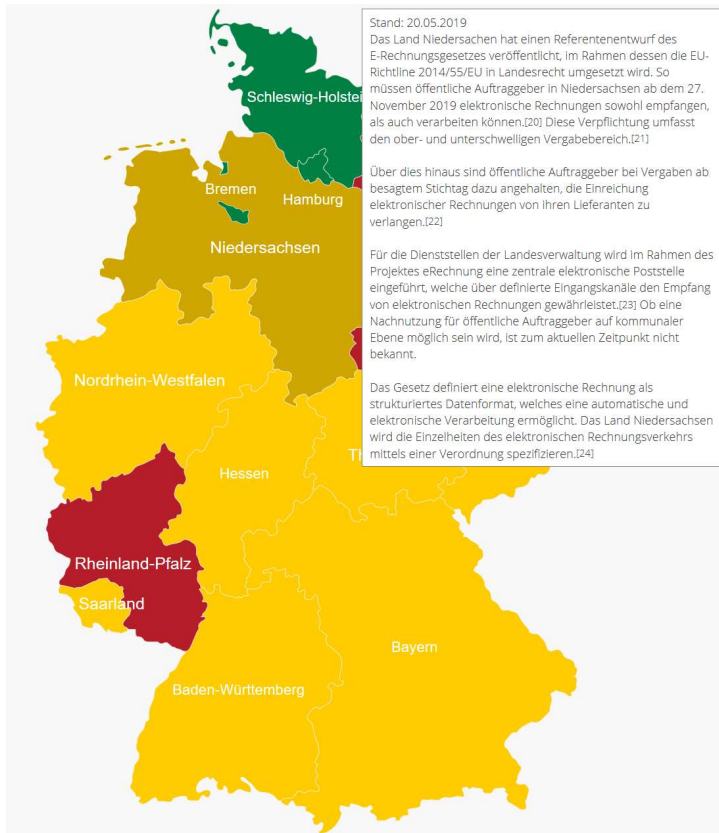 Stand: 20.05.2019
Das Land Niedersachen hat einen Referentenentwurf des
E-Rechnungsgesetzes veröffentlicht, im Rahmen dessen die EU-
Richtline 2014/55/EU in Landesrecht umgesetzt wird. So
müssen öffentliche Auftraggeber in Niedersachsen ab dem 27.
November 2019 elektronische Rechnungen sowohl empfangen,
als auch verarbeiten können.[20] Diese Verpflichtung umfasst
den ober- und unterschwelligen Vergabebereich.[21]
Über dies hinaus sind öffentliche Auftraggeber bei Vergaben ab
besagtem Stichtag dazu angehalten, die Einreichung
elektronischer Rechnungen von ihren Lieferanten zu
verlangen.[22]
Für die Dienststellen der Landesverwaltung wird im Rahmen des
Projektes eRechnung eine zentrale elektronische Poststelle
eingeführt, welche über definierte Eingangskanäle den Empfang
von elektronischen Rechnungen gewährleistet.[23] Ob eine
Nachnutzung für öffentliche Auftraggeber auf kommunaler
Ebene möglich sein wird, ist zum aktuellen Zeitpunkt nicht
bekannt.
Das Gesetz definiert eine elektronische Rechnung als
strukturiertes Datenformat, welches eine automatische und
elektronische Verarbeitung ermöglicht. Das Land Niedersachsen
wird die Einzelheiten des elektronischen Rechnungsverkehrs
mittels einer Verordnung spezifizieren.[24]
Schleswig-Holstei
Bremen
Hamburg
Niedersachsen
Nordrhein-Westfalen
Th
Hessen
Rheinland-Pfalz
Saarland
Bayern
Baden-Württemberg